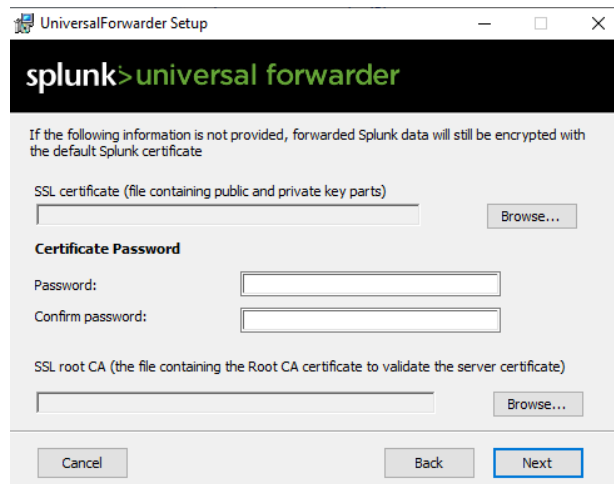 UniversalForwarder Setup
splunk>universal forwarder
If the following information is not provided, forwarded Splunk data will still be encrypted with
the default Splunk certificate
SSL certificate (file containing public and private key parts)
Browse...
Certificate Password
Password:
Confirm password:
SSL root CA (the file containing the Root CA certificate to validate the server certificate)
Browse...
Cancel
Back
Next